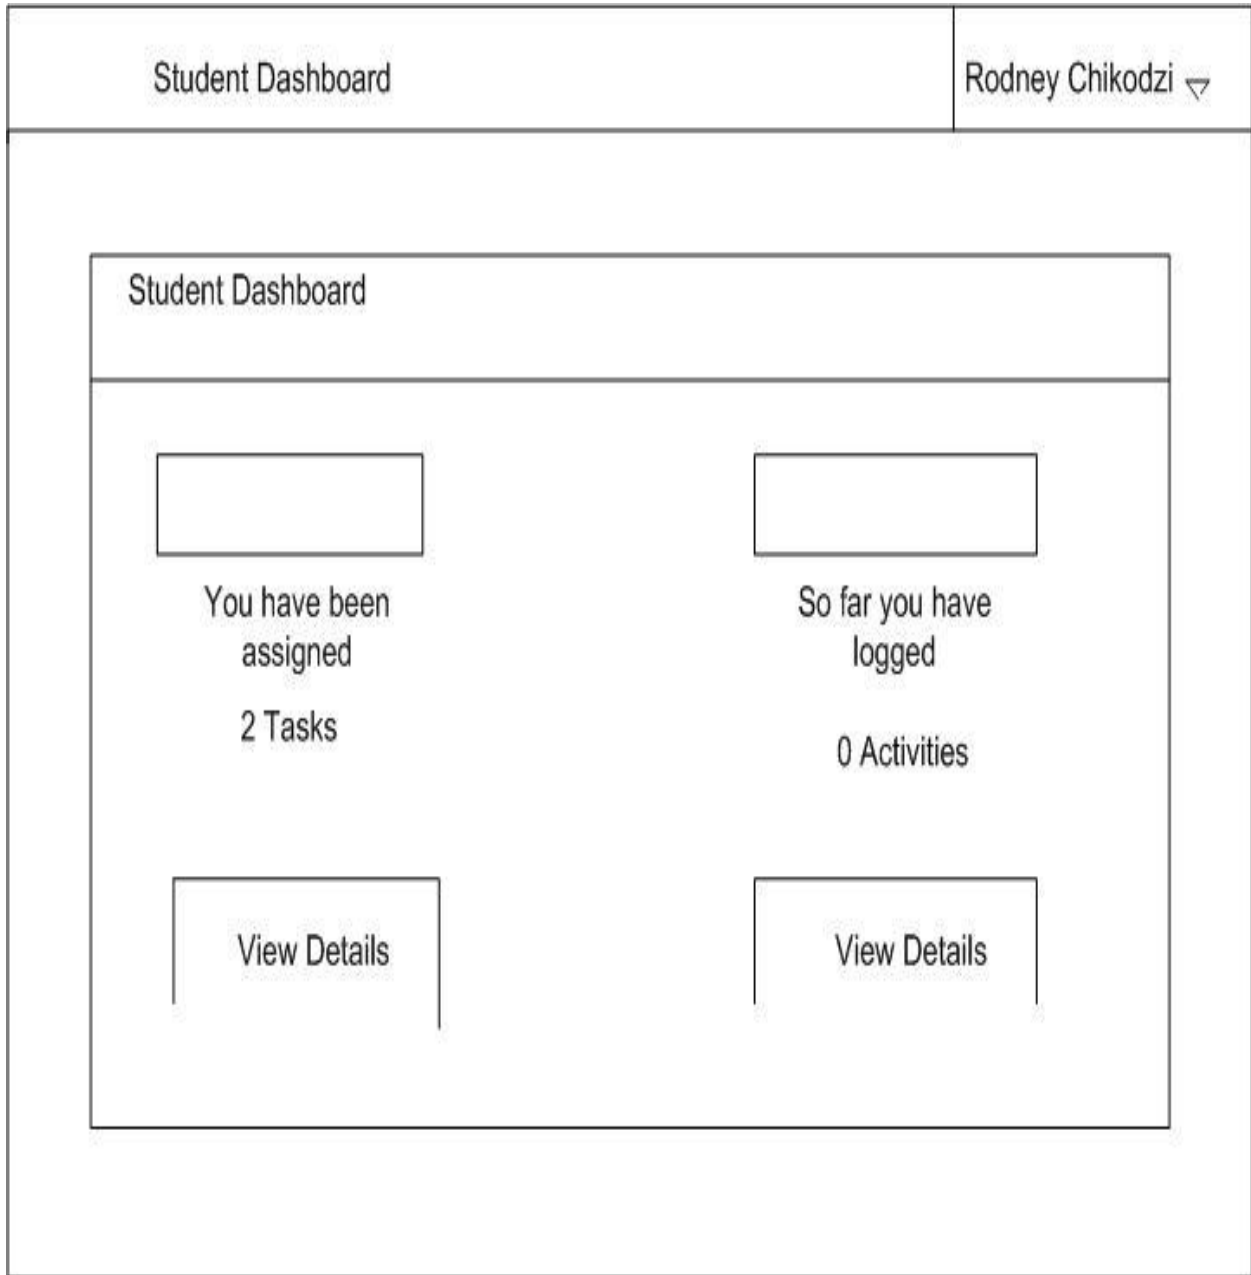 Student Dashboard
Rodney Chikodzi
Student Dashboard
You have been
assigned
2 Tasks
So far you have
logged
0 Activities
View Details
View Details